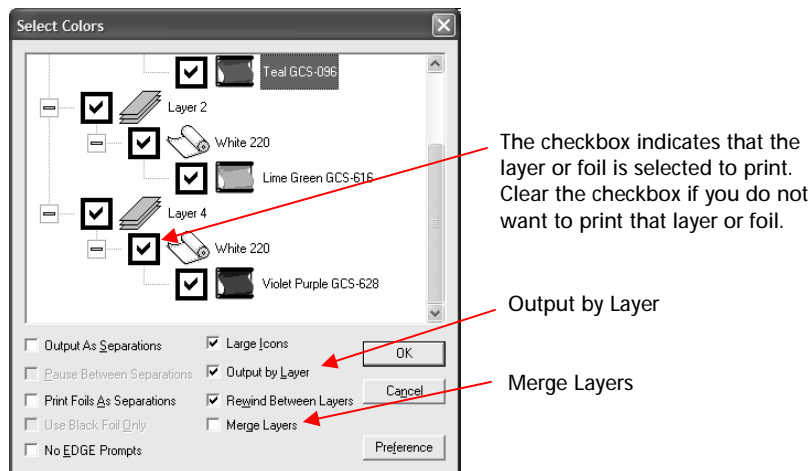 Select Colors
Teal GCS-096
Layer 2
White 220
Lime Green GCS-616
Layer 4
White 220
Violet Purple GCS-628
The checkbox indicates that the
layer or foil is selected to print.
Clear the checkbox if you do not
want to print that layer or foil.
Output by Layer
Merge Layers
Output As Separations
Large Icons
OK
Pause Between Separations
Output by Layer
Cancel
Print Foils As Separations
Rewind Between Layers
Use Black Foil Only
Merge Layers
No EDGE Prompts
Preference